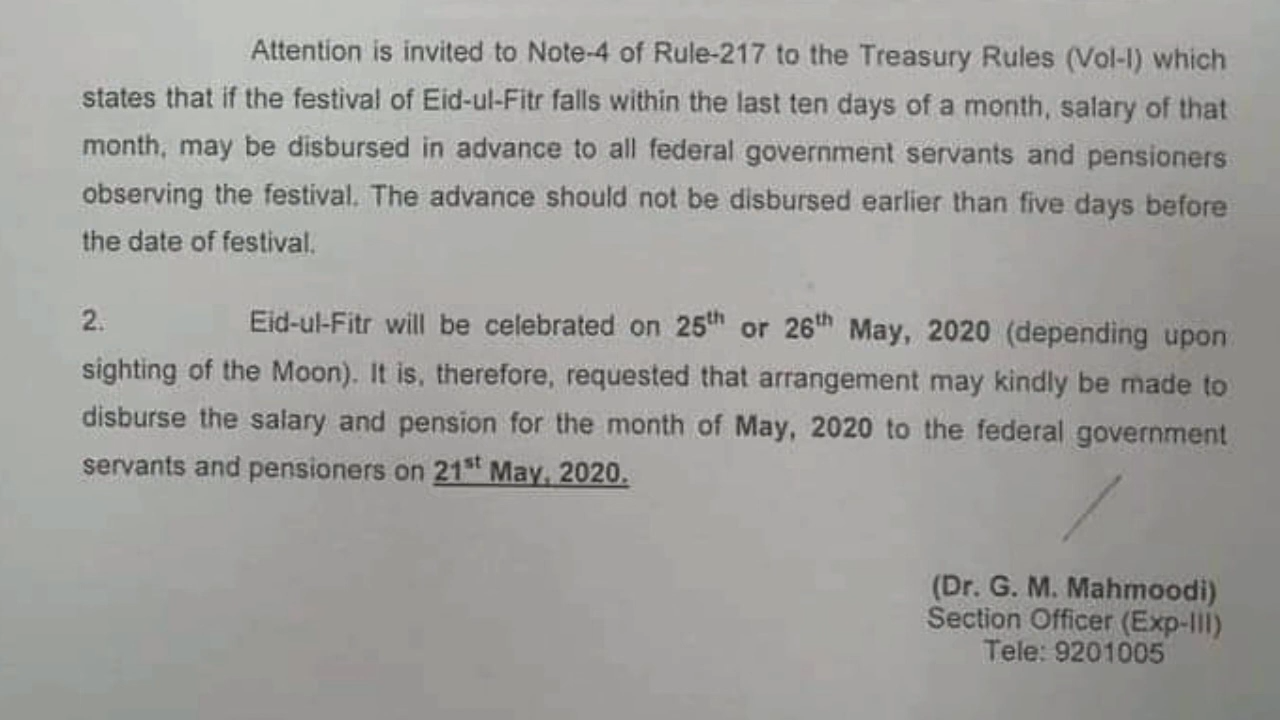 Attention is invited to Note-4 of Rule-217 to the Treasury Rules (Vol-I) which
states that if the festival of Eid-ul-Fitr falls within the last ten days of a month, salary of that
month, may be disbursed in advance to all federal government servants and pensioners
observing the festival. The advance should not be disbursed earlier than five days before
the date of festival.
2. Eid-ul-Fitr will be celebrated on 25th or 26th May, 2020 (depending upon
sighting of the Moon). It is, therefore, requested that arrangement may kindly be made to
disburse the salary and pension for the month of May, 2020 to the federal government
servants and pensioners on 21st May, 2020.
(Dr. G. M. Mahmoodi)
Section Officer (Exp-III)
Tele: 9201005